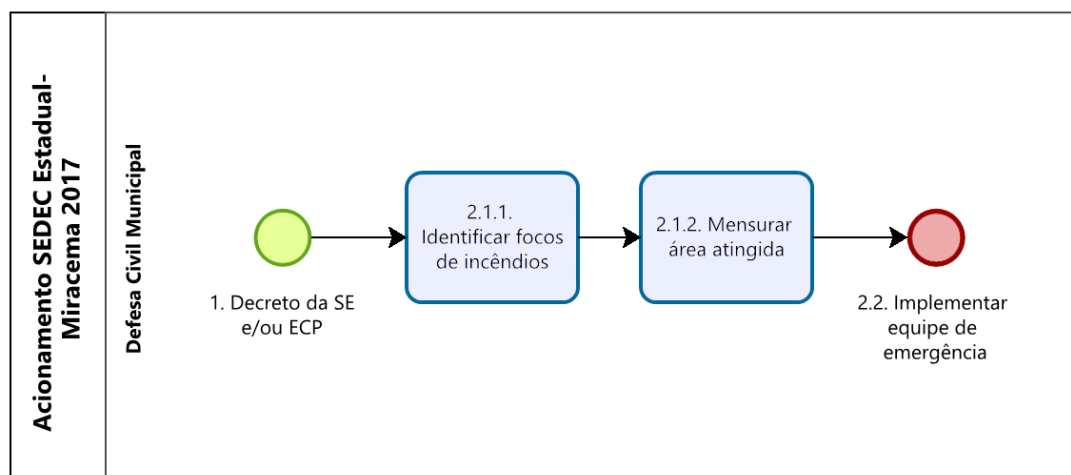 Acionamento SEDEC Estadual-
Miracema 2017
Defesa Civil Municipal
1. Decreto da SE
e/ou ECP
2.1.1.
Identificar focos
de incêndios
2.1.2. Mensurar
área atingida
2.2. Implementar
equipe de
emergência